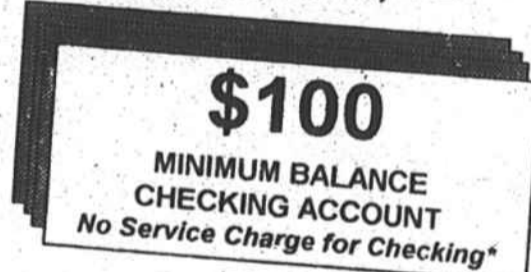 $100
MINIMUM BALANCE
CHECKING ACCOUNT
No Service Charge for Checking*